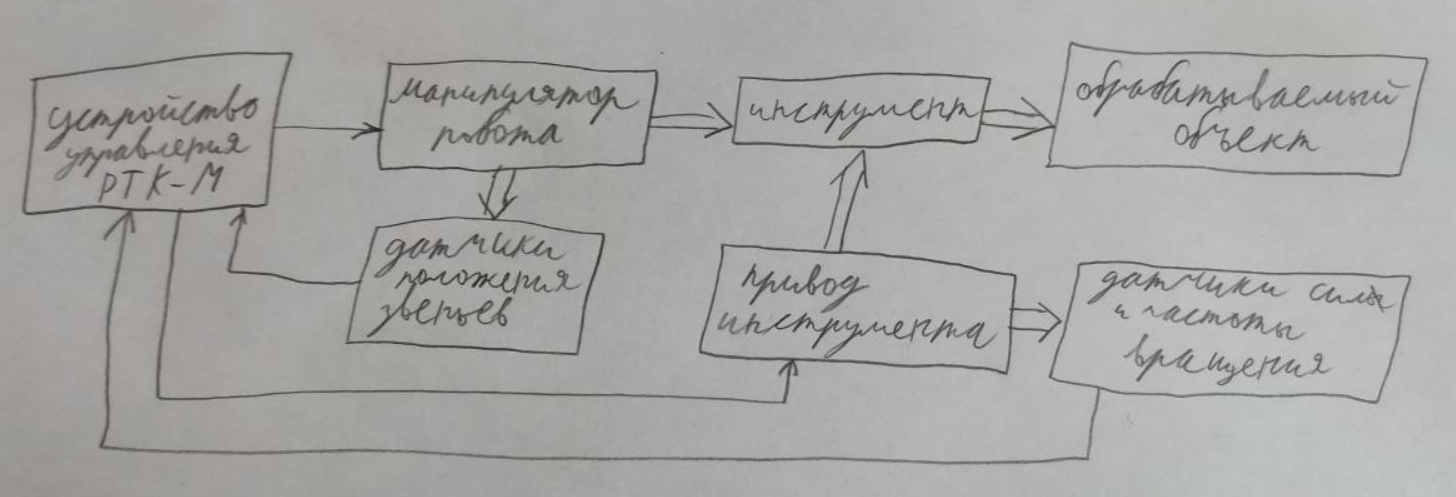 устройство
управления
РТК-М
манипулятор
робота
инструмент
обрабатываемый
объект
датчики
положения
звеньев
привод
инструмента
датчики силы
и частоты
вращения